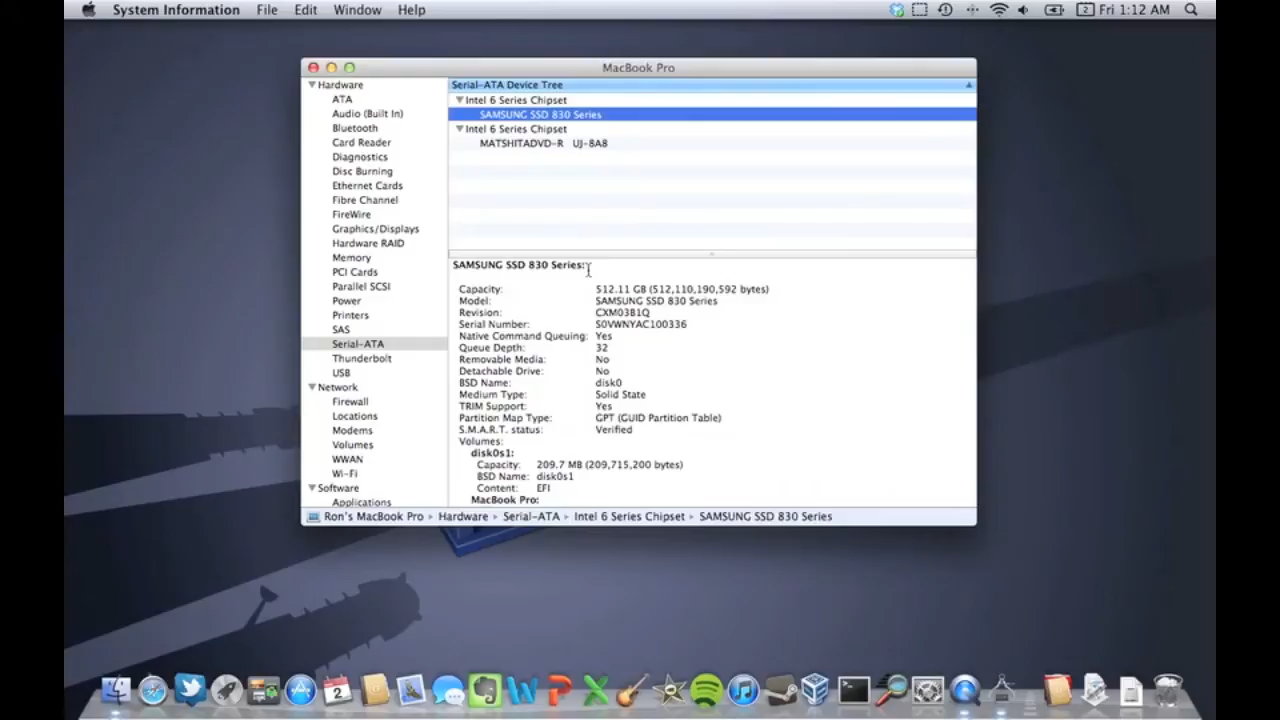 System Information File Edit Window Help 2 Fri 1:12 AM
MacBook Pro
Hardware
ATA
Audio (Built In)
Bluetooth
Card Reader
Diagnostics
Disc Burning
Ethernet Cards
Fibre Channel
FireWire
Graphics/Displays
Hardware RAID
Memory
PCI Cards
Parallel SCSI
Power
Printers
SAS
Serial-ATA
Thunderbolt
USB
Network
Firewall
Locations
Modems
Volumes
WWAN
Wi-Fi
Software
Applications
Serial-ATA Device Tree
Intel 6 Series Chipset
SAMSUNG SSD 830 Series
Intel 6 Series Chipset
MATSHITADVD-R UJ-8A8
SAMSUNG SSD 830 Series:
Capacity: 512.11 GB (512,110,190,592 bytes)
Model: SAMSUNG SSD 830 Series
Revision: CXM03B1Q
Serial Number: S0VWNYAC100336
Native Command Queuing: Yes
Queue Depth: 32
Removable Media: No
Detachable Drive: No
BSD Name: disk0
Medium Type: Solid State
TRIM Support: Yes
Partition Map Type: GPT (GUID Partition Table)
S.M.A.R.T. status: Verified
Volumes:
disk0s1:
Capacity: 209.7 MB (209,715,200 bytes)
BSD Name: disk0s1
Content: EFI
MacBook Pro:
Ron's MacBook Pro Hardware Serial-ATA Intel 6 Series Chipset SAMSUNG SSD 830 Series
2